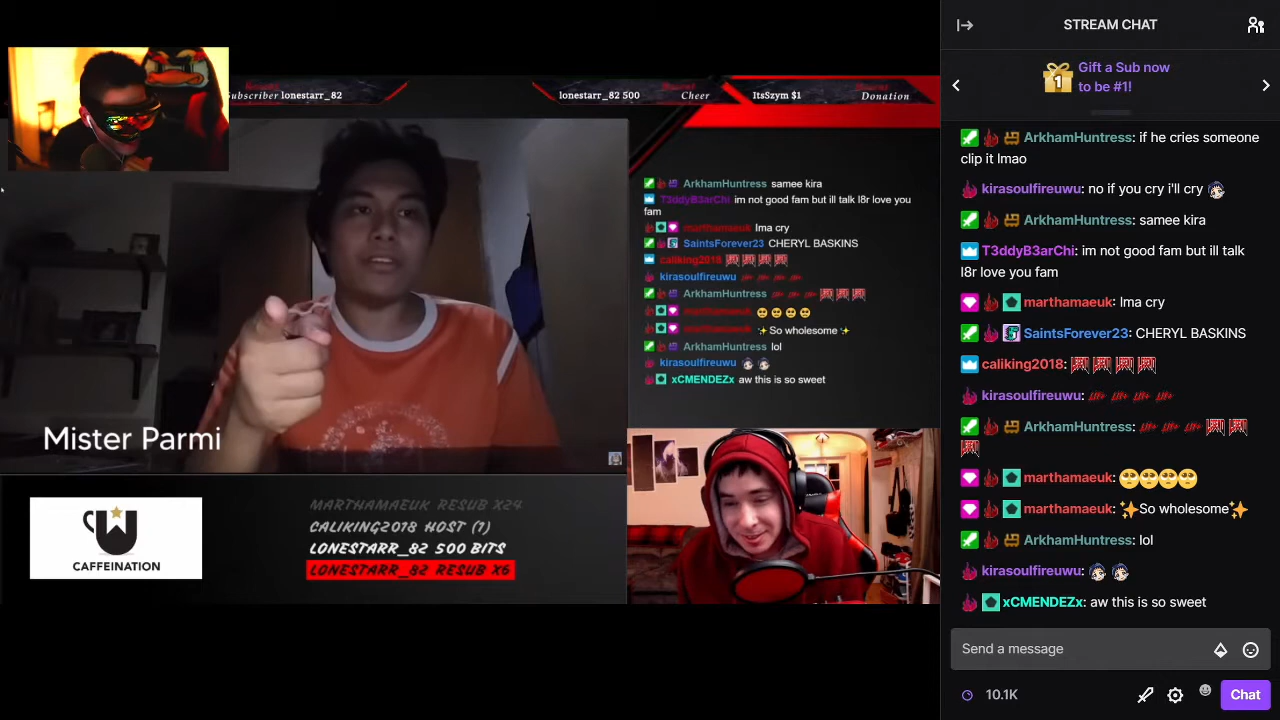 Subscriber lonestarr_82
lonestarr_82 500 Cheer
ItsSzym $1 Donation
ArkhamHuntress samee kira
T3ddyB3arChi im not good fam but ill talk l8r love you
fam
marthamaeuk lma cry
SaintsForever23 CHERYL BASKINS
caliking2018
kirasoulfireuwu
ArkhamHuntress
marthamaeuk
marthamaeuk So wholesome
ArkhamHuntress lol
kirasoulfireuwu
xCMENDEZx aw this is so sweet
Mister Parmi
W
CAFFEINATION
MARTHAMAEUK RESUB X24
CALIKING2018 HOST (1)
LONESTARR_82 500 BITS
LONESTARR_82 RESUB X6
STREAM CHAT
1
Gift a Sub now
to be #1!
ArkhamHuntress: if he cries someone
clip it lmao
kirasoulfireuwu: no if you cry i'll cry
ArkhamHuntress: samee kira
T3ddyB3arChi: im not good fam but ill talk
l8r love you fam
marthamaeuk: lma cry
SaintsForever23: CHERYL BASKINS
caliking2018:
kirasoulfireuwu:
ArkhamHuntress:
marthamaeuk:
marthamaeuk: ✨So wholesome✨
ArkhamHuntress: lol
kirasoulfireuwu:
xCMENDEZx: aw this is so sweet
Send a message
10.1K
Chat